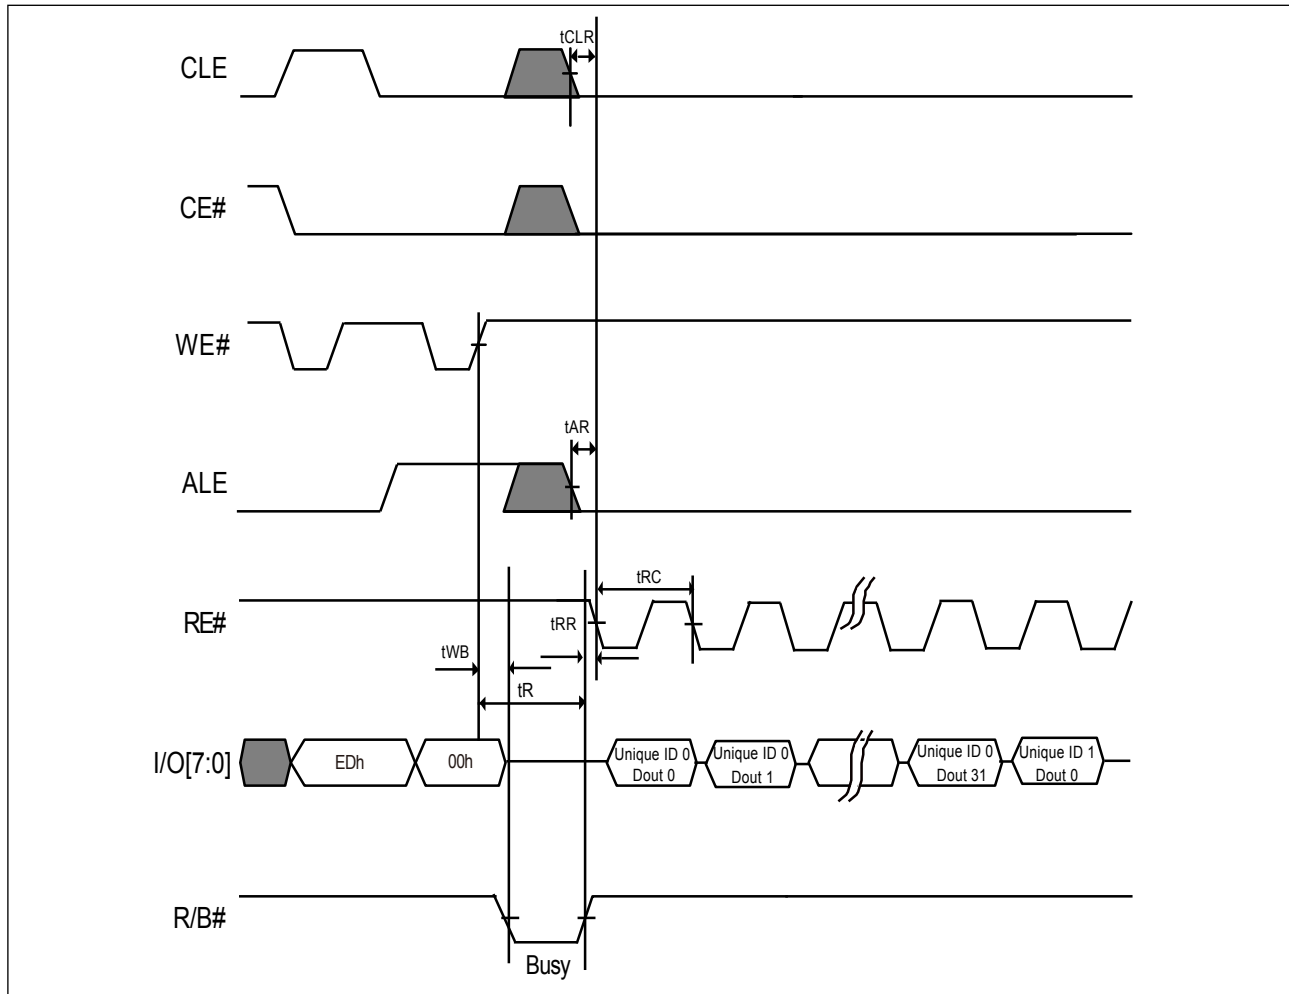 tCLR
CLE
CE#
WE#
tAR
ALE
tRC
RE#
tRR
tWB
tR
I/O[7:0]
EDh
00h
Unique ID 0
Dout 0
Unique ID 0
Dout 1
Unique ID 0
Dout 31
Unique ID 1
Dout 0
R/B#
Busy